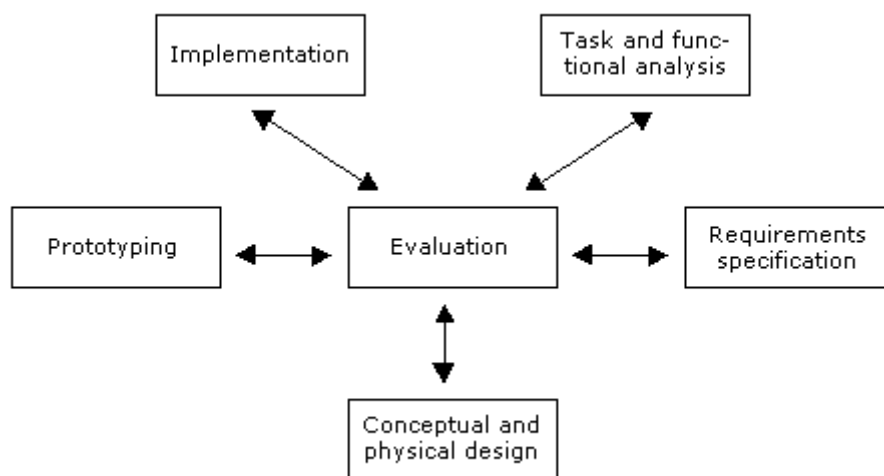 Implementation
Task and func-
tional analysis
Prototyping
Evaluation
Requirements
specification
Conceptual and
physical design